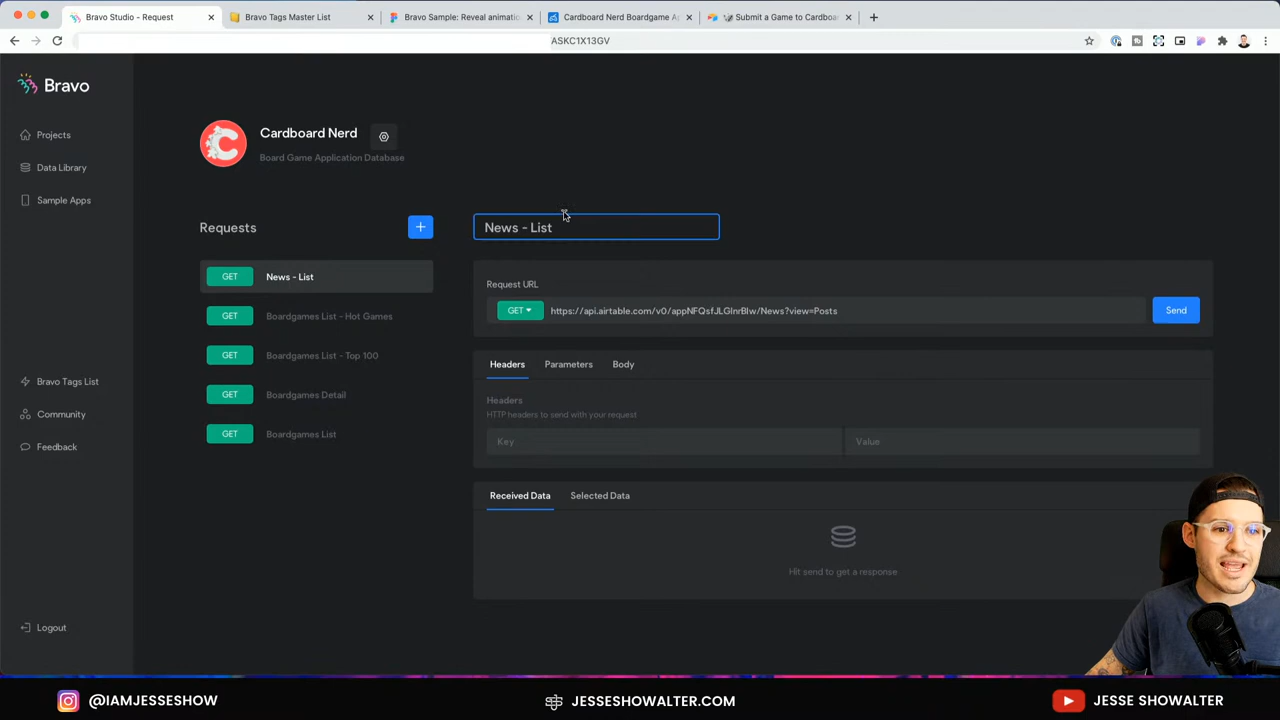 Bravo Studio - Request
Bravo Tags Master List
Bravo Sample: Reveal animatio
Cardboard Nerd Boardgame A
Submit a Game to Cardboa
ASKC1X13GV
Bravo
Projects
Data Library
Sample Apps
Bravo Tags List
Community
Feedback
Logout
Cardboard Nerd
Board Game Application Database
Requests
+
GET News - List
GET Boardgames List - Hot Games
GET Boardgames List - Top 100
GET Boardgames Detail
GET Boardgames List
News - List
Request URL
GET https://api.airtable.com/v0/appNFQsfJLGlnrBlw/News?view=Posts Send
Headers Parameters Body
Headers
HTTP headers to send with your request
Key Value
Received Data Selected Data
Hit send to get a response
@IAMJESSESHOW
JESSESHOWALTER.COM
JESSE SHOWALTER